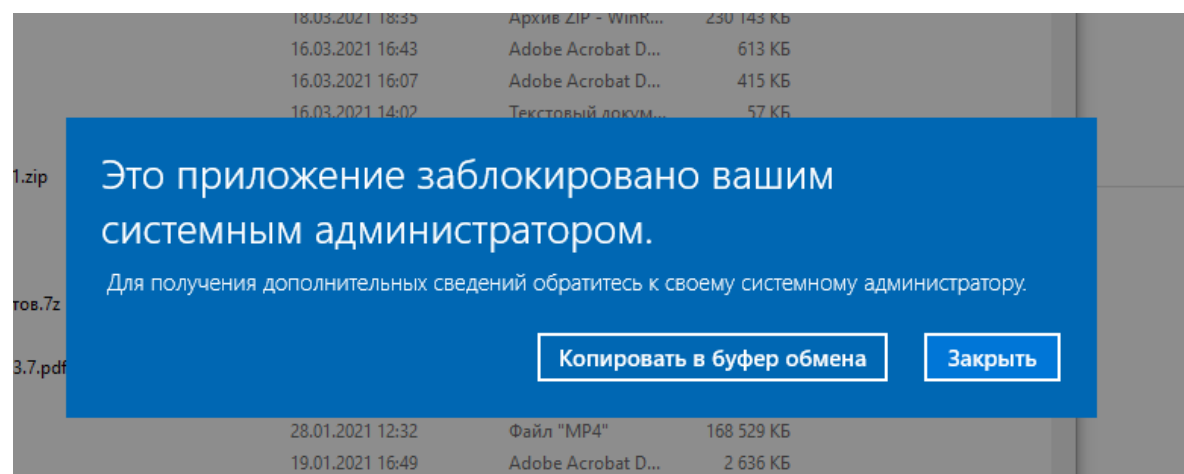 18.03.2021 18:35 Архив ZIP - WinR... 230 143 КБ
16.03.2021 16:43 Adobe Acrobat D... 613 КБ
16.03.2021 16:07 Adobe Acrobat D... 415 КБ
16.03.2021 14:02 Текстовый докум... 57 КБ
1.zip
Это приложение заблокировано вашим
системным администратором.
Для получения дополнительных сведений обратитесь к своему системному администратору.
тов.7z
Копировать в буфер обмена Закрыть
3.7.pdf
28.01.2021 12:32 Файл "MP4" 168 529 КБ
19.01.2021 16:49 Adobe Acrobat D... 2 636 КБ